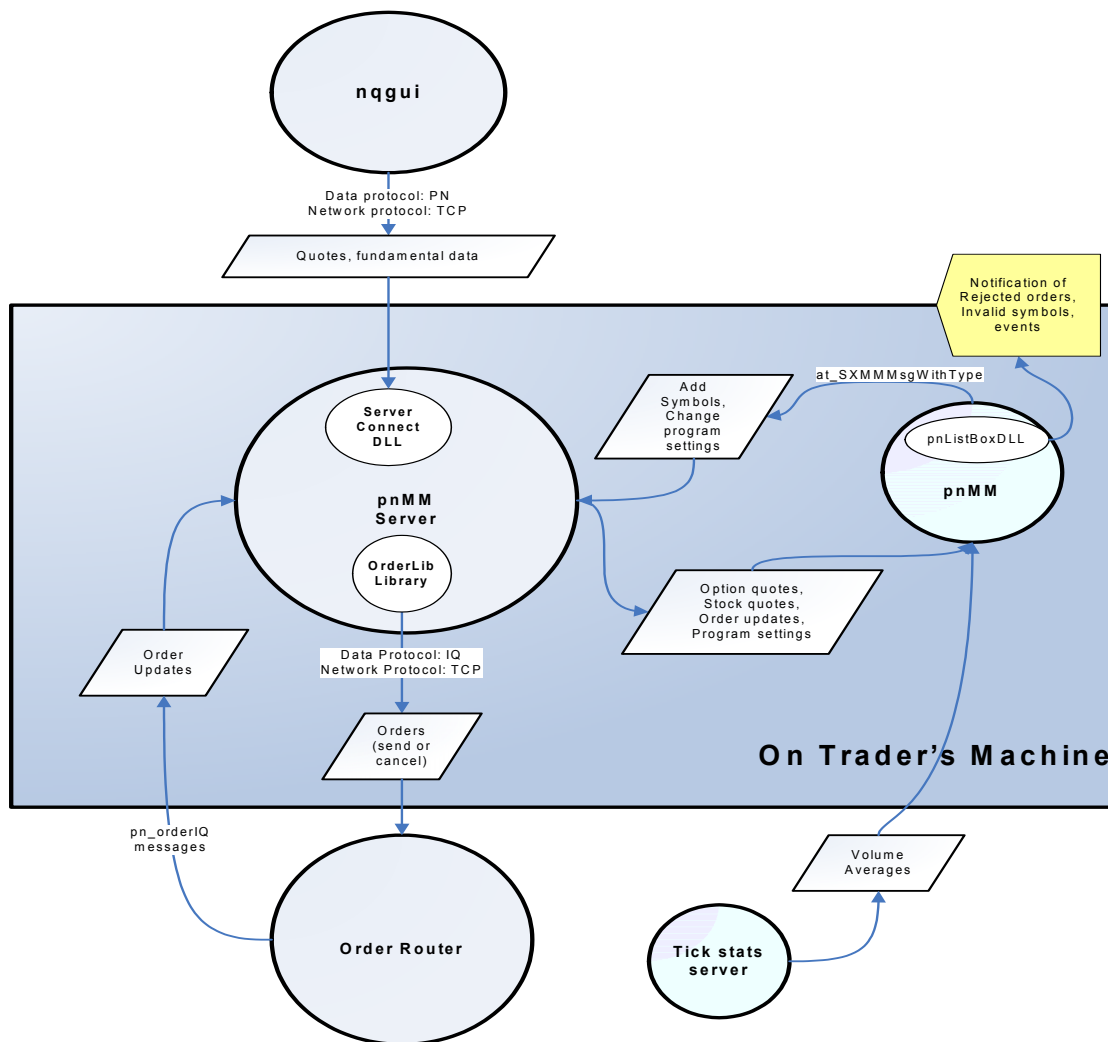 nqgui
Data protocol: PN
Network protocol: TCP
Quotes, fundamental data
Notification of
Rejected orders,
Invalid symbols,
events
at_SXMMMsgWithType
Add
Symbols,
Change
program
settings
pnListBoxDLL
pnMM
Server
Connect
DLL
pnMM
Server
OrderLib
Library
Option quotes,
Stock quotes,
Order updates,
Program settings
Order
Updates
Data Protocol: IQ
Network Protocol: TCP
Orders
(send or
cancel)
On Trader's Machine
pn_orderIQ
messages
Volume
Averages
Order Router
Tick stats
server